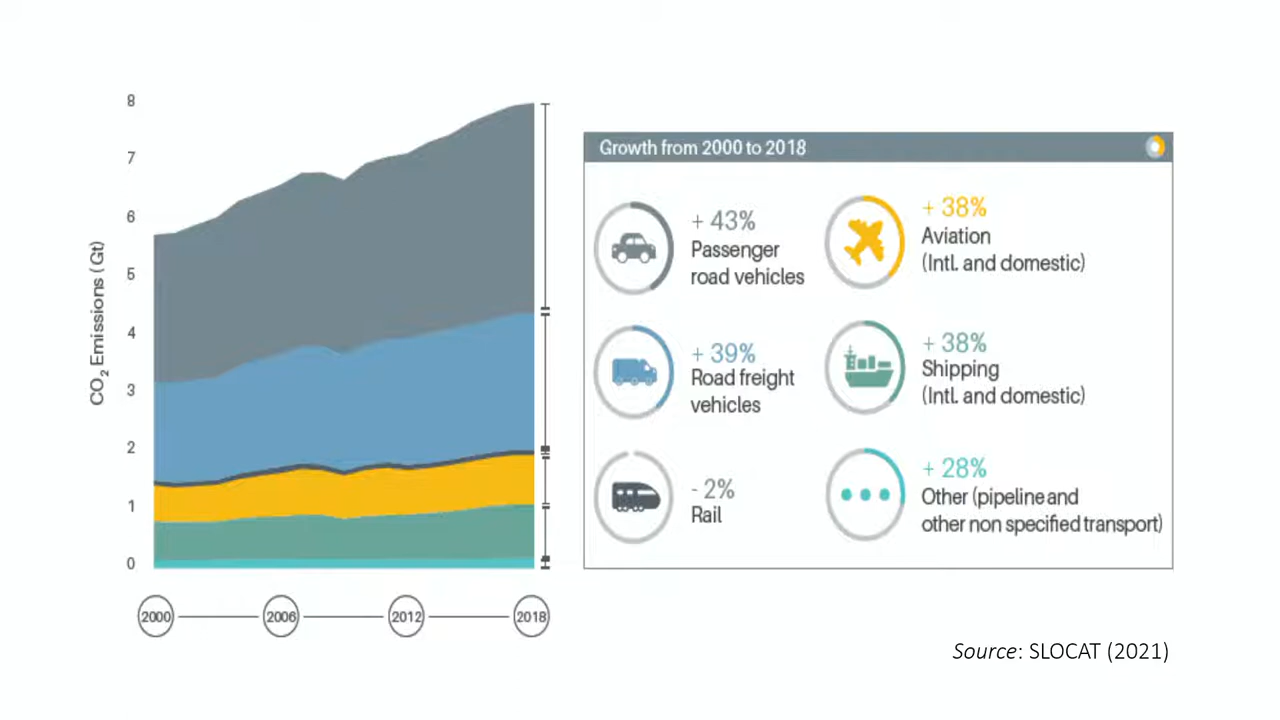 8
7
6
5
4
3
2
1
0
CO2 Emissions (Gt)
2000
2006
2012
2018
Growth from 2000 to 2018
+ 43%
Passenger
road vehicles
+ 39%
Road freight
vehicles
- 2%
Rail
+ 38%
Aviation
(Intl. and domestic)
+ 38%
Shipping
(Intl. and domestic)
+ 28%
Other (pipeline and
other non specified transport)
Source: SLOCAT (2021)